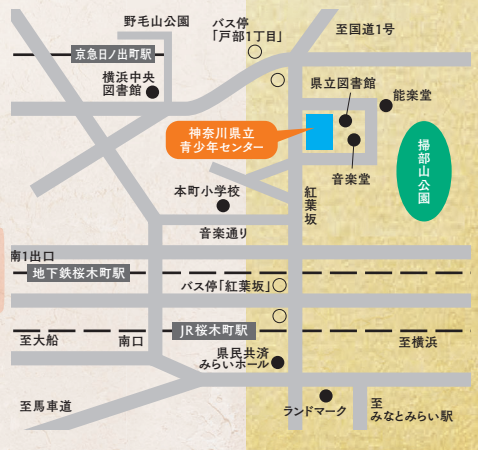 野毛山公園
バス停
「戸部1丁目」
至国道1号
京急日ノ出町駅
横浜中央
図書館
県立図書館
能楽堂
神奈川県立
青少年センター
掃部山公園
音楽堂
本町小学校
紅葉坂
音楽通り
南1出口
地下鉄桜木町駅
バス停「紅葉坂」
JR桜木町駅
至大船
南口
至横浜
県民共済
みらいホール
至馬車道
ランドマーク
至
みなとみらい駅